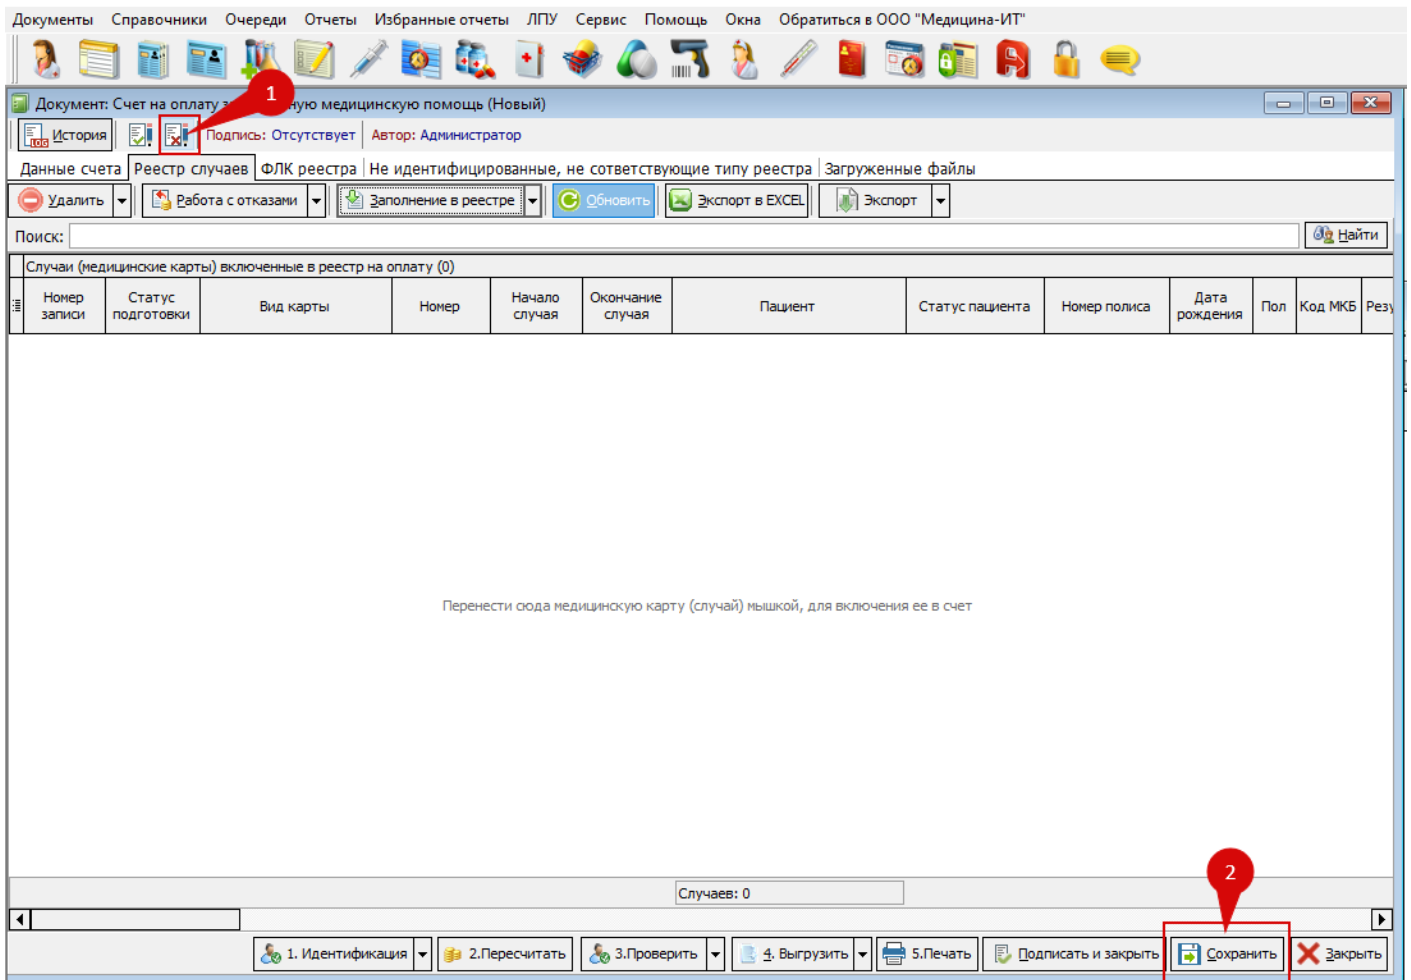 Документы Справочники Очереди Отчеты Избранные отчеты ЛПУ Сервис Помощь Окна Обратиться в ООО "Медицина-ИТ"
1
Документ: Счет на оплату ную медицинскую помощь (Новый)
LOG История Подпись: Отсутствует Автор: Администратор
Данные счета Реестр случаев ФЛК реестра Не идентифицированные, не сответствующие типу реестра Загруженные файлы
Удалить Работа с отказами Заполнение в реестре Обновить Экспорт в EXCEL Экспорт
Поиск: Найти
Случаи (медицинские карты) включенные в реестр на оплату (0)
Номер записи Статус подготовки Вид карты Номер Начало случая Окончание случая Пациент Статус пациента Номер полиса Дата рождения Пол Код МКБ Резу
Перенести сюда медицинскую карту (случай) мышкой, для включения ее в счет
2
Случаев: 0
1. Идентификация 2.Пересчитать 3.Проверить 4. Выгрузить 5.Печать Подписать и закрыть Сохранить Закрыть